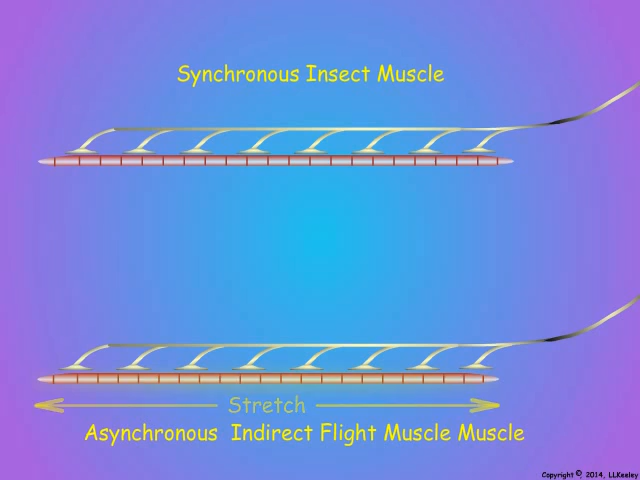 Synchronous Insect Muscle
Stretch
Asynchronous Indirect Flight Muscle Muscle
Copyright ©, 2014, LLKeeley